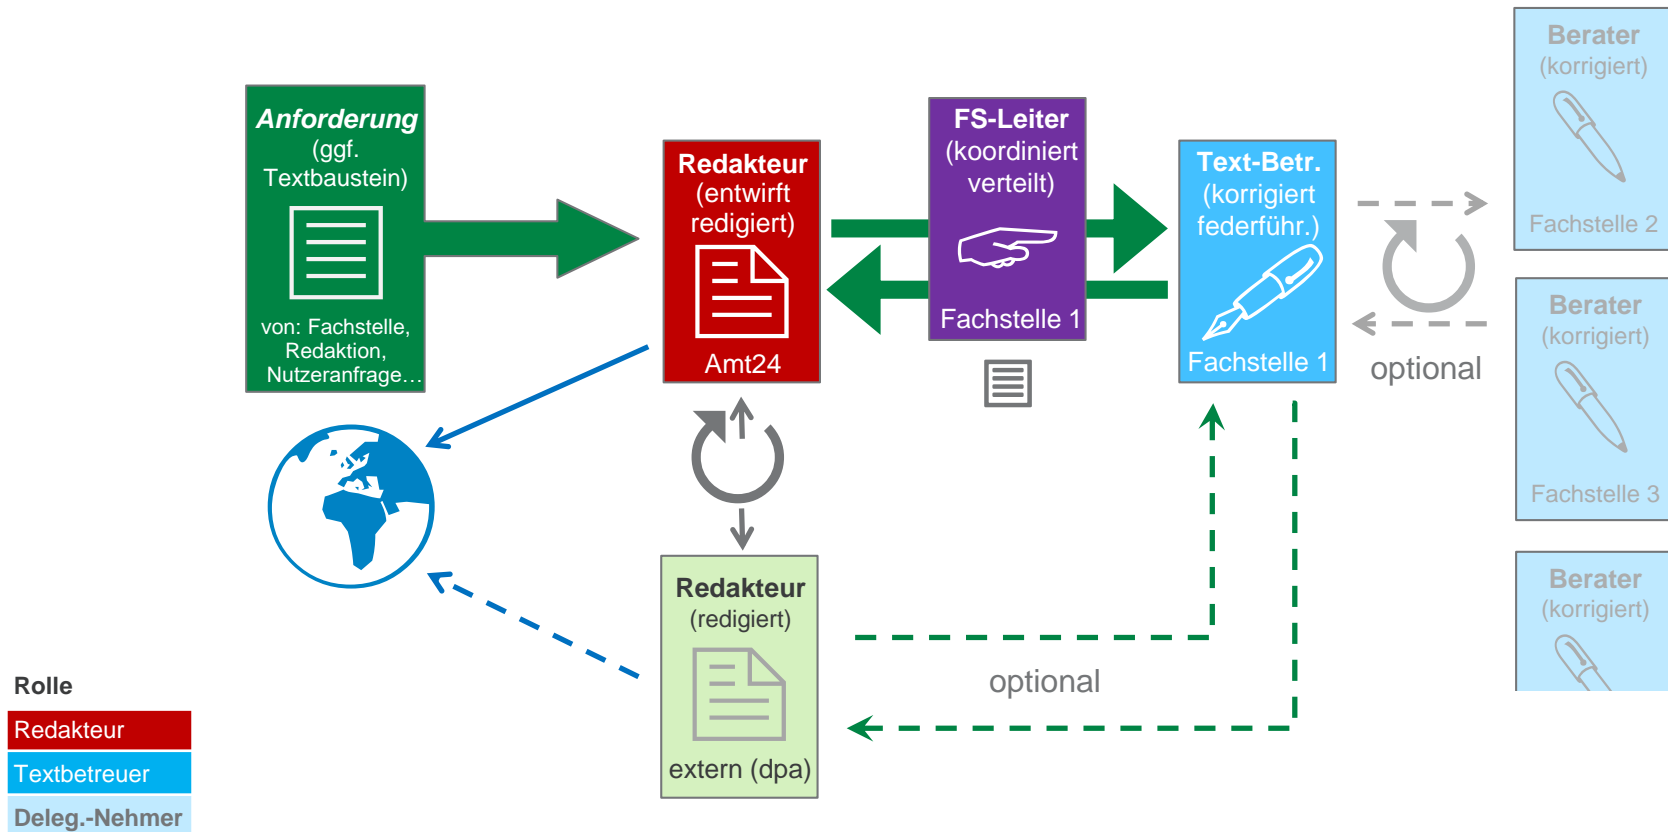 Anforderung
(ggf.
Textbaustein)
von: Fachstelle,
Redaktion,
Nutzeranfrage…
Redakteur
(entwirft
redigiert)
Amt24
FS-Leiter
(koordiniert
verteilt)
Fachstelle 1
Text-Betr.
(korrigiert
federführ.)
Fachstelle 1
optional
Berater
(korrigiert)
Fachstelle 2
Berater
(korrigiert)
Fachstelle 3
Berater
(korrigiert)
Redakteur
(redigiert)
extern (dpa)
optional
Rolle
Redakteur
Textbetreuer
Deleg.-Nehmer